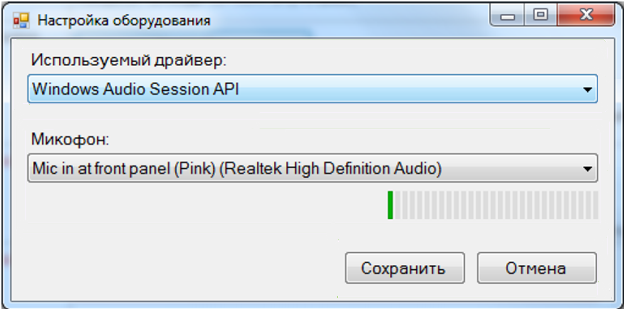 Настройка оборудования
Используемый драйвер:
Windows Audio Session API
Микофон:
Mic in at front panel (Pink) (Realtek High Definition Audio)
Сохранить Отмена